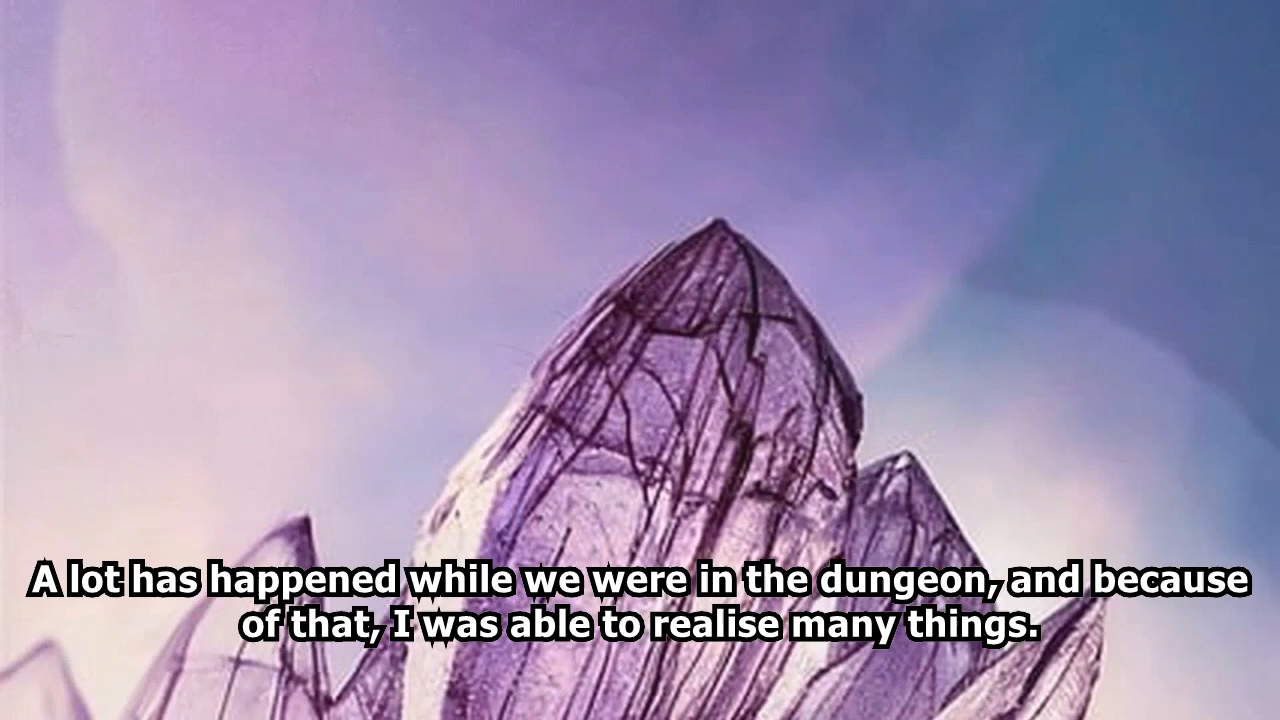 A lot has happened while we were in the dungeon, and because
of that, I was able to realise many things.